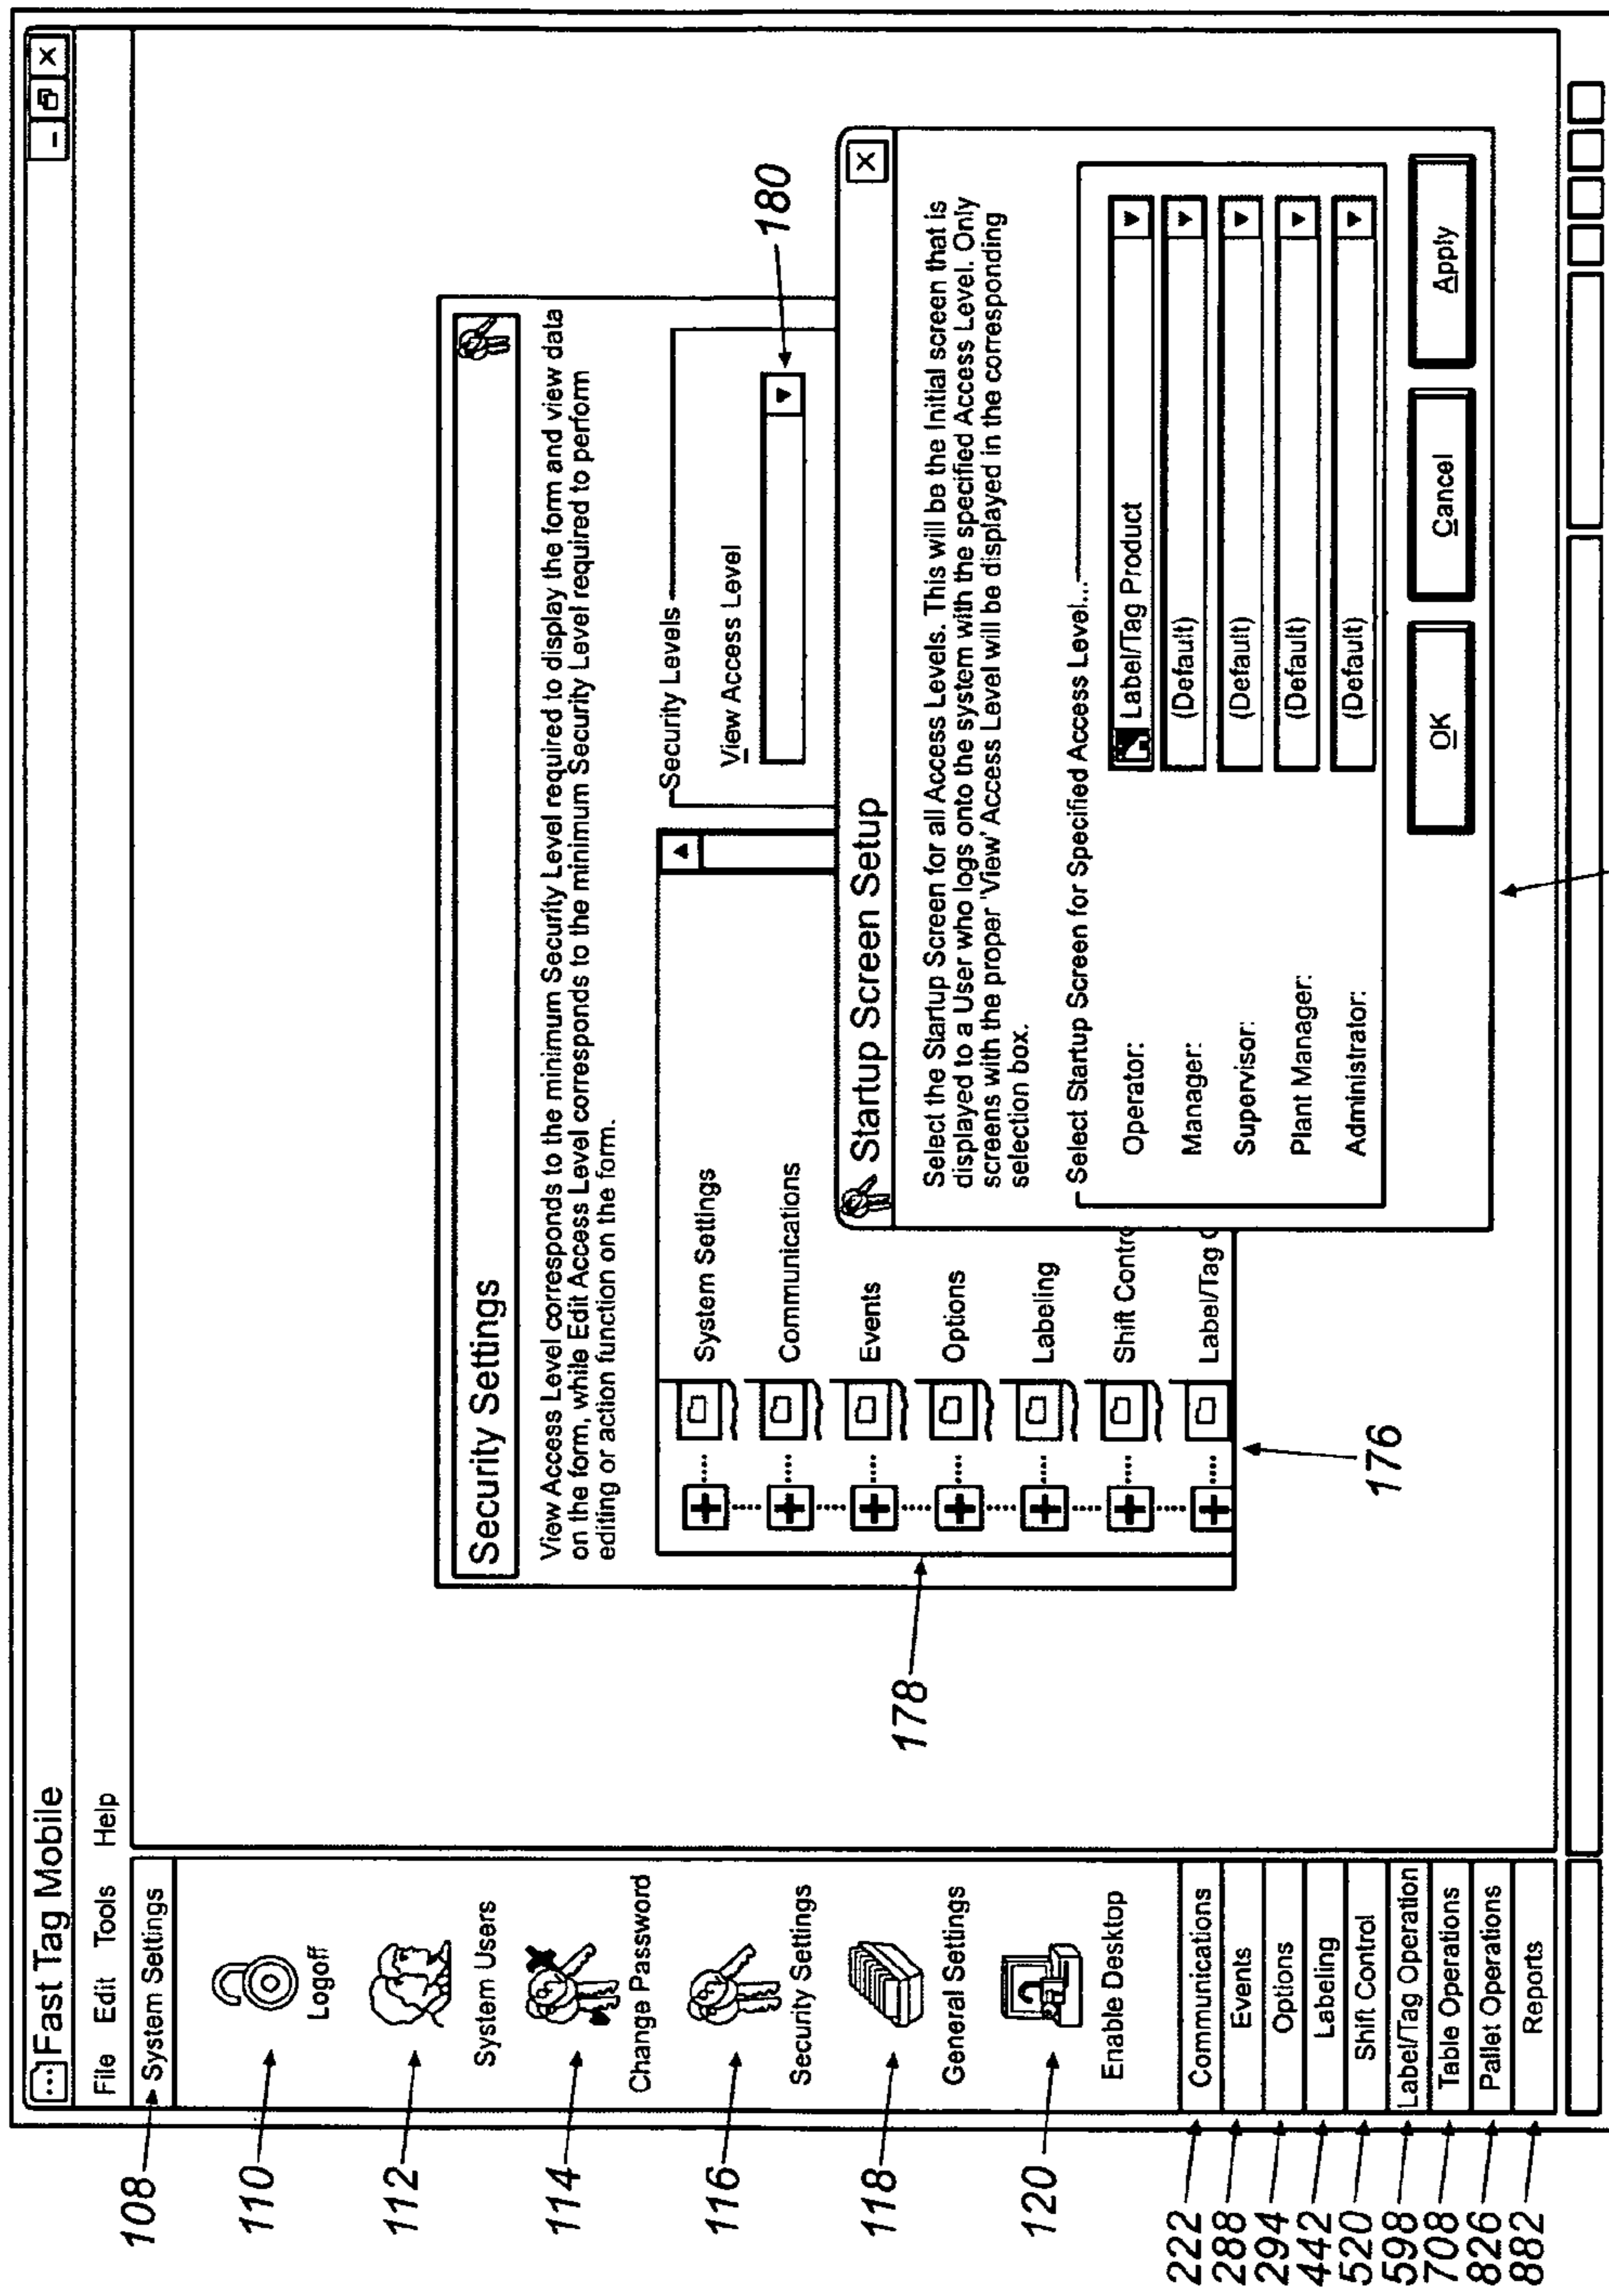 Fast Tag Mobile
File Edit Tools Help
108
System Settings
110
Logoff
112
System Users
114
Change Password
116
Security Settings
118
General Settings
120
Enable Desktop
222
Communications
288
Events
294
Options
442
Labeling
520
Shift Control
598
Label/Tag Operation
708
Table Operations
826
Pallet Operations
882
Reports
Security Settings
View Access Level corresponds to the minimum Security Level required to display the form and view data
on the form, while Edit Access Level corresponds to the minimum Security Level required to perform
editing or action function on the form.
178
System Settings
Communications
Events
Options
Labeling
Shift Contro
Label/Tag
176
Security Levels
View Access Level
180
Startup Screen Setup
Select the Startup Screen for all Access Levels. This will be the Initial screen that is
displayed to a User who logs onto the system with the specified Access Level. Only
screens with the proper 'View' Access Level will be displayed in the corresponding
selection box.
Select Startup Screen for Specified Access Level...
Operator: Label/Tag Product
Manager: (Default)
Supervisor: (Default)
Plant Manager: (Default)
Administrator: (Default)
OK Cancel Apply